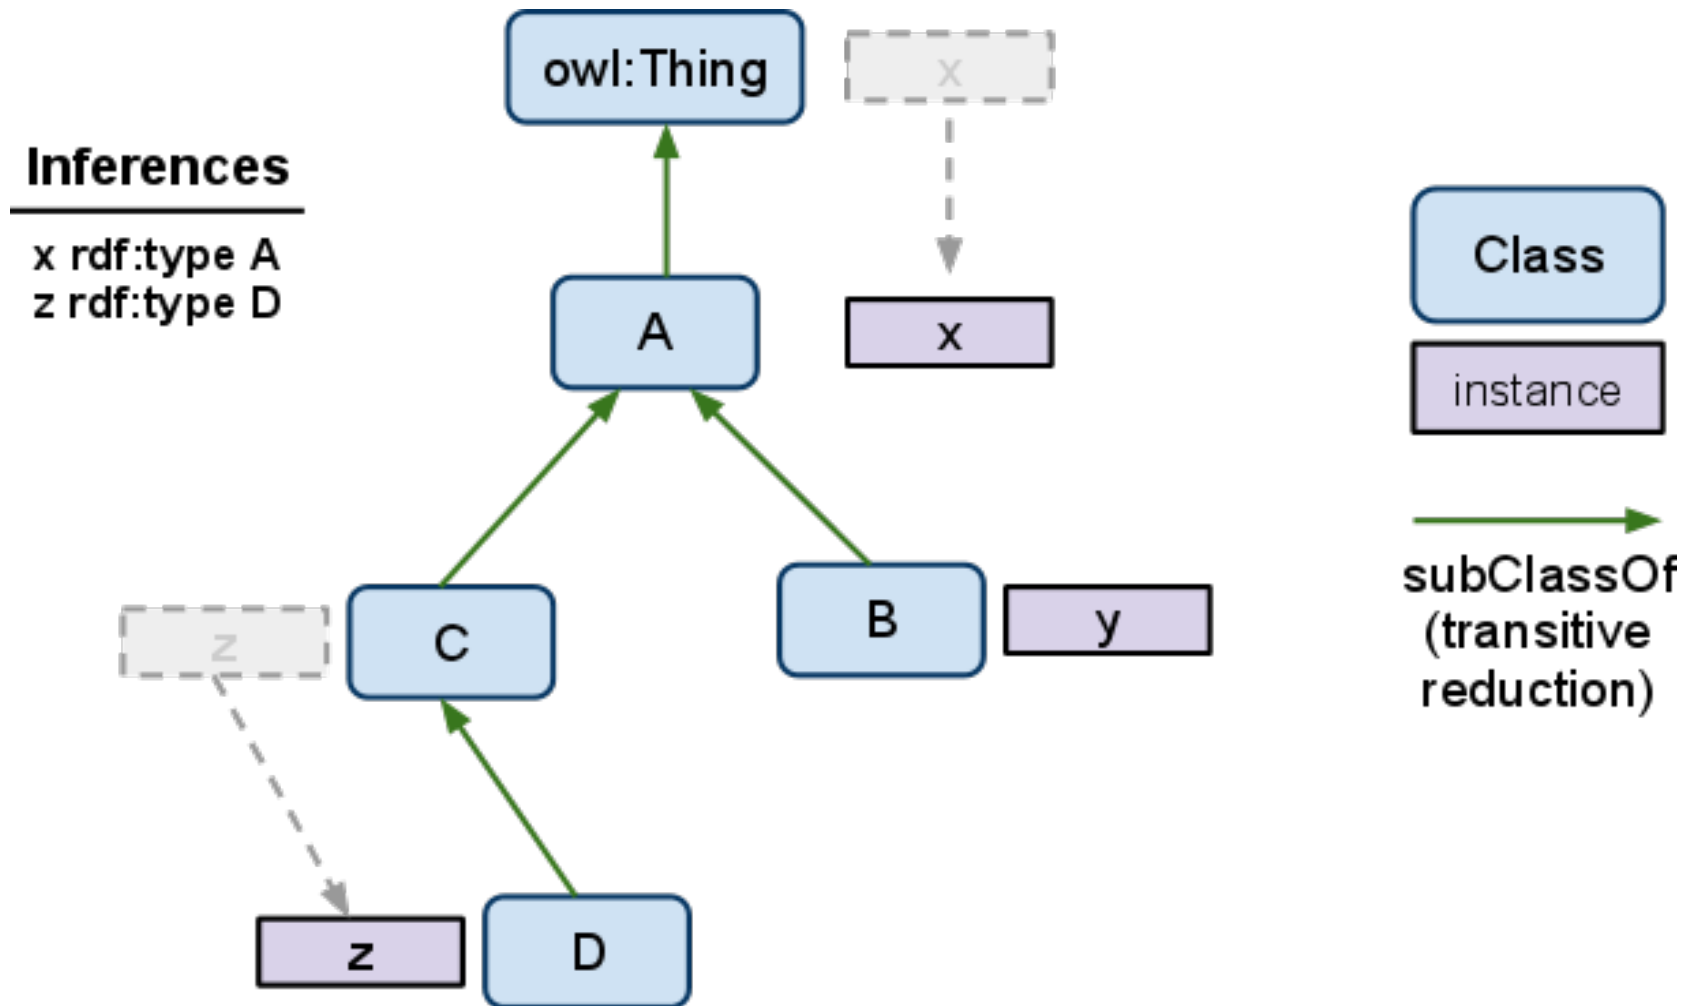 owl:Thing
x
Inferences
x rdf:type A
z rdf:type D
Class
A
x
instance
subClassOf
(transitive
reduction)
z
C
B
y
z
D